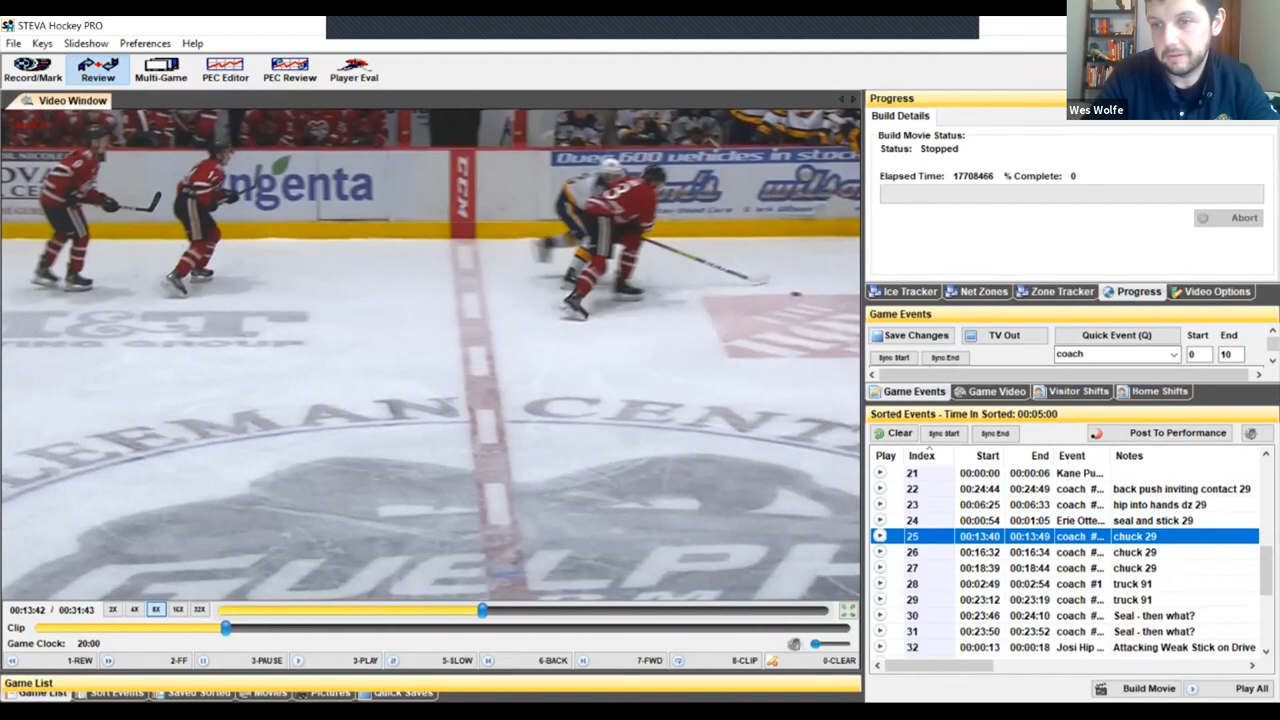 STEVA Hockey PRO
File Keys Slideshow Preferences Help
Record/Mark Review Multi-Game PEC Editor PEC Review Player Eval
Wes Wolfe
Video Window
Progress
Build Details
Build Movie Status:
Status: Stopped
Elapsed Time: 17708466 % Complete: 0
Abort
Ice Tracker Net Zones Zone Tracker Progress Video Options
Game Events
Save Changes TV Out Quick Event (Q) Start End
Sync Start Sync End coach 0 10
Game Events Game Video Visitor Shifts Home Shifts
Sorted Events - Time In Sorted: 00:05:00
Clear Sync Start Sync End Post To Performance
Play Index Start End Event Notes
21 00:00:00 00:00:06 Kane Pu...
22 00:24:44 00:24:49 coach #... back push inviting contact 29
23 00:06:25 00:06:33 coach #... hip into hands dz 29
24 00:00:54 00:01:05 Erie Otte... seal and stick 29
25 00:13:40 00:13:49 coach #... chuck 29
26 00:16:32 00:16:34 coach #... chuck 29
27 00:18:39 00:18:44 coach #... chuck 29
28 00:02:49 00:02:54 coach #1 truck 91
29 00:23:12 00:23:19 coach #... truck 91
30 00:23:46 00:24:10 coach #... Seal - then what?
31 00:23:50 00:23:52 coach #... Seal - then what?
32 00:00:13 00:00:18 Josi Hip ... Attacking Weak Stick on Drive
Build Movie Play All
ngenta
CCM
Over 600 vehicles in stock
CENT
GUELPH
00:13:42 / 00:31:43 2X 4X 8X 16X 32X
Clip
Game Clock: 20:00
1-REW 2-FF 3-PAUSE 3-PLAY 5-SLOW 6-BACK 7-FWD 8-CLIP 0-CLEAR
Game List
Game List Sort Events Saved Sorted Movies Pictures Quick Saves